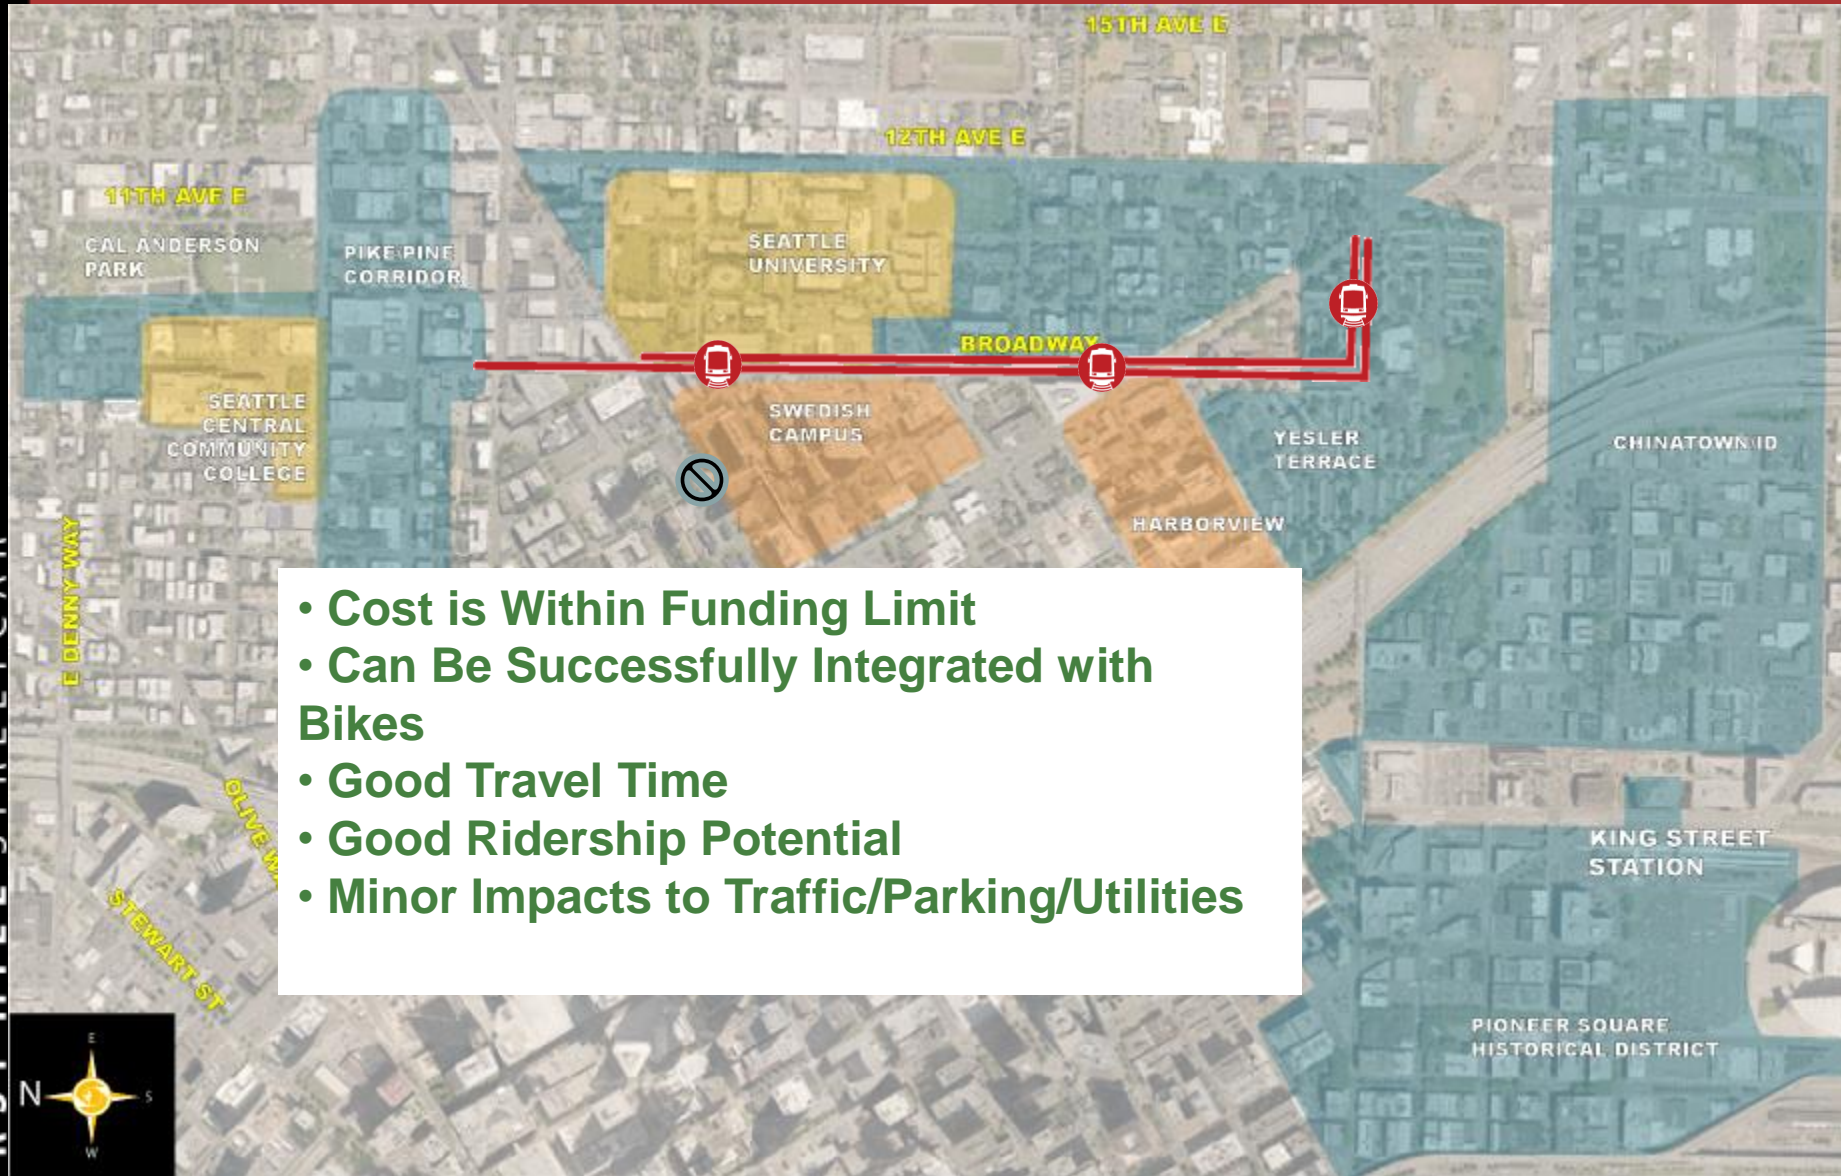 15TH AVE E
12TH AVE E
11TH AVE E
CAL ANDERSON
PARK
PIKE PINE
CORRIDOR
SEATTLE
UNIVERSITY
BROADWAY
SEATTLE
CENTRAL
COMMUNITY
COLLEGE
SWEDISH
CAMPUS
YESLER
TERRACE
CHINATOWN ID
HARBORVIEW
E DENNY WAY
• Cost is Within Funding Limit
• Can Be Successfully Integrated with
Bikes
• Good Travel Time
• Good Ridership Potential
• Minor Impacts to Traffic/Parking/Utilities
OLIVE
STEWART ST
KING STREET
STATION
PIONEER SQUARE
HISTORICAL DISTRICT
E
N
S
W